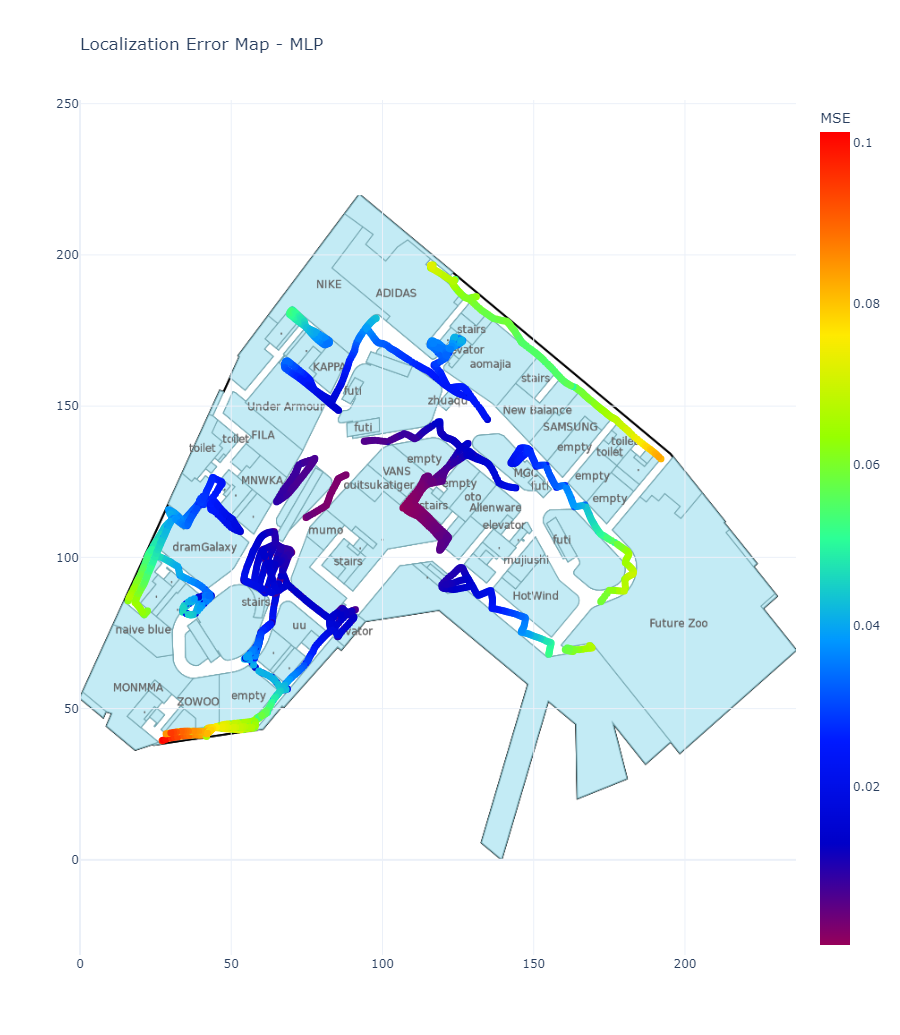 Localization Error Map - MLP
MSE
250
0.1
200
NIKE
ADIDAS
stairs
0.08
elevator
aomajia
KAPPA
stairs
futi
150
Under Armour
zhuaqu
New Balance
futi
SAMSUNG
FILA
toilet
toilet
toilet
empty
toilet
empty
0.06
VANS
MGC
MNWKA
ouitsukatiger
empty
futi
empty
oto
empty
stairs
Alienware
elevator
mumo
futi
dramGalaxy
100
stairs
mujiushi
stairs
HotWind
naive blue
uu
elevator
Future Zoo
0.04
MONMMA
ZOWOO
empty
50
0.02
0
0
50
100
150
200